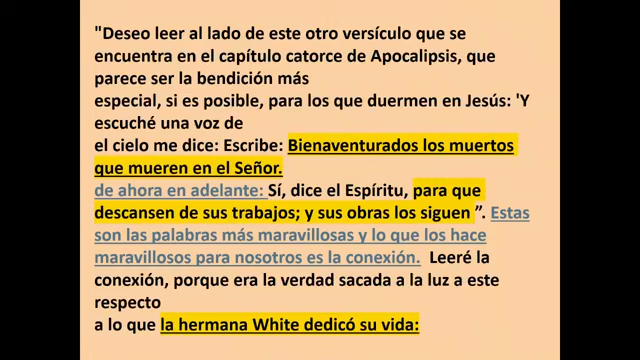 "Deseo leer al lado de este otro versículo que se
encuentra en el capítulo catorce de Apocalipsis, que
parece ser la bendición más
especial, si es posible, para los que duermen en Jesús: 'Y
escuché una voz de
el cielo me dice: Escribe: Bienaventurados los muertos
que mueren en el Señor.
de ahora en adelante: Sí, dice el Espíritu, para que
descansen de sus trabajos; y sus obras los siguen ”. Estas
son las palabras más maravillosas y lo que los hace
maravillosos para nosotros es la conexión. Leeré la
conexión, porque era la verdad sacada a la luz a este
respecto
a lo que la hermana White dedicó su vida: